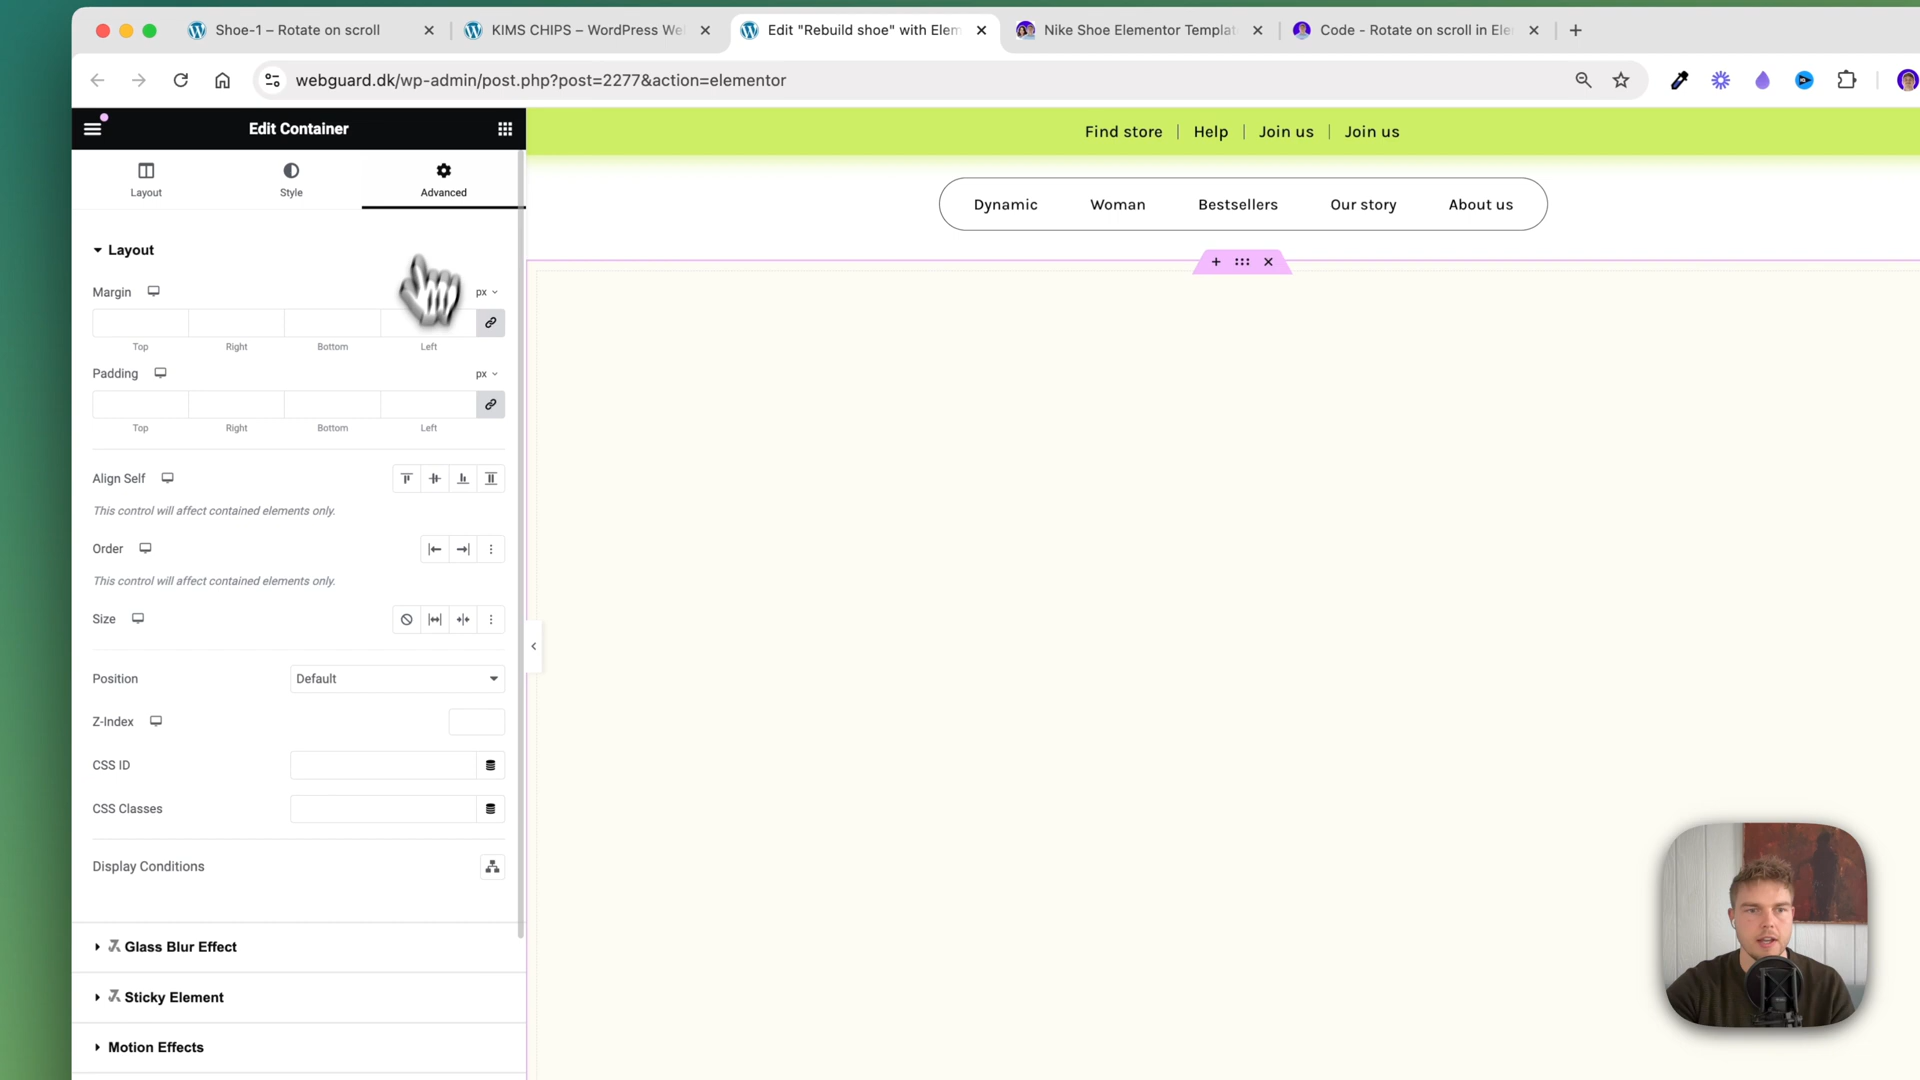 Shoe-1 – Rotate on scroll
KIMS CHIPS – WordPress We
Edit "Rebuild shoe" with Elem
Nike Shoe Elementor Templat
Code - Rotate on scroll in Ele
webguard.dk/wp-admin/post.php?post=2277&action=elementor
Edit Container
Layout
Style
Advanced
Layout
Margin
px
Top
Right
Bottom
Left
Padding
px
Top
Right
Bottom
Left
Align Self
This control will affect contained elements only.
Order
This control will affect contained elements only.
Size
Position
Default
Z-Index
CSS ID
CSS Classes
Display Conditions
Glass Blur Effect
Sticky Element
Motion Effects
Find store | Help | Join us | Join us
Dynamic
Woman
Bestsellers
Our story
About us